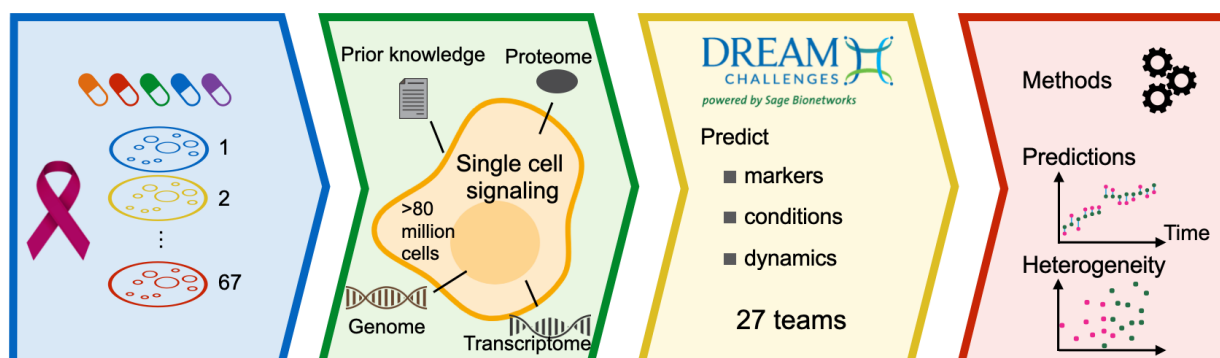 1
2
⋮
67
Prior knowledge
Proteome
Single cell
signaling
>80
million
cells
Genome
Transcriptome
DREAM
CHALLENGES
powered by Sage Bionetworks
Predict
■ markers
■ conditions
■ dynamics
27 teams
Methods
Predictions
Time
Heterogeneity